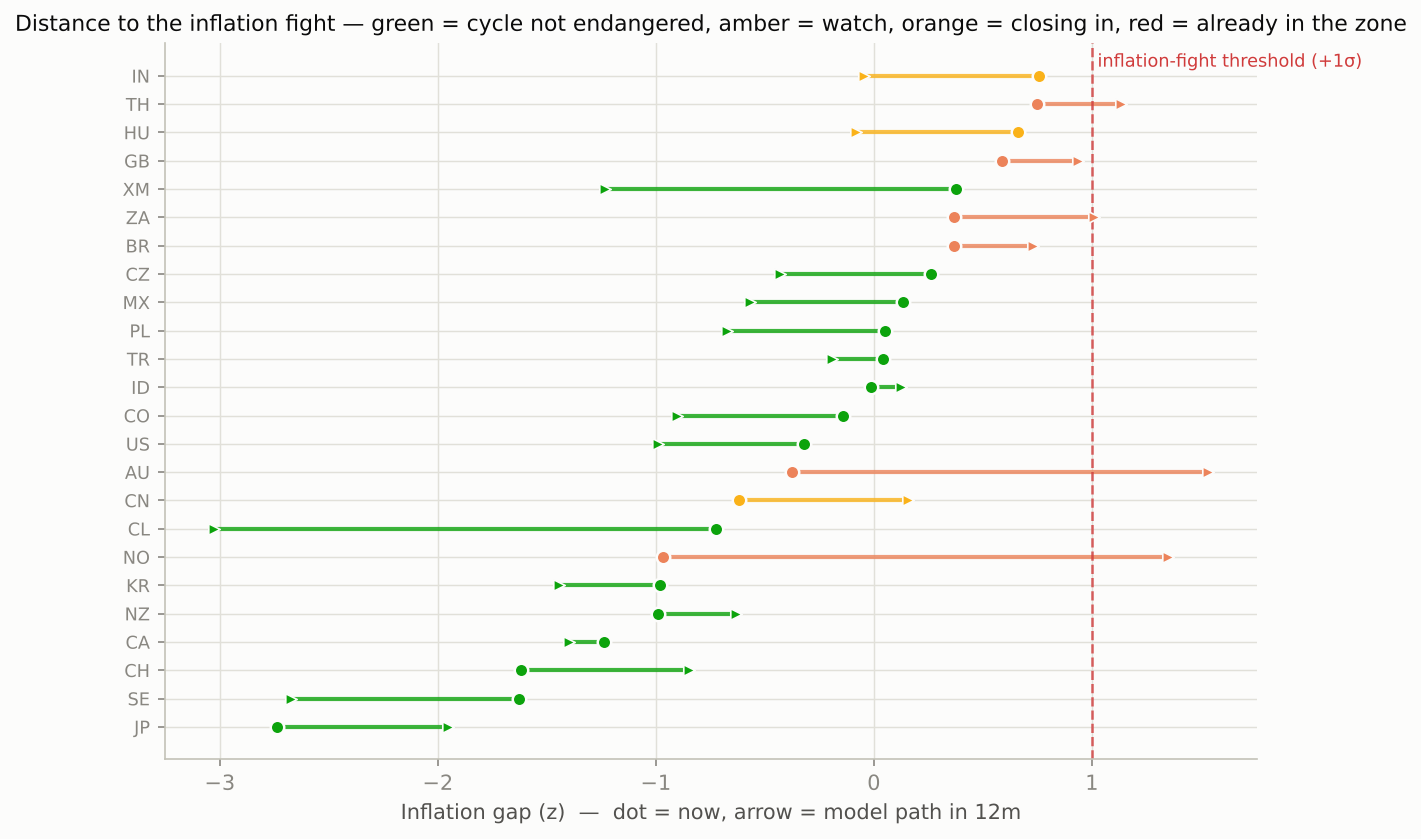 Distance to the inflation fight — green = cycle not endangered, amber = watch, orange = closing in, red = already in the zone
inflation-fight threshold (+1σ)
IN
TH
HU
GB
XM
ZA
BR
CZ
MX
PL
TR
ID
CO
US
AU
CN
CL
NO
KR
NZ
CA
CH
SE
JP
−3 −2 −1 0 1
Inflation gap (z) — dot = now, arrow = model path in 12m